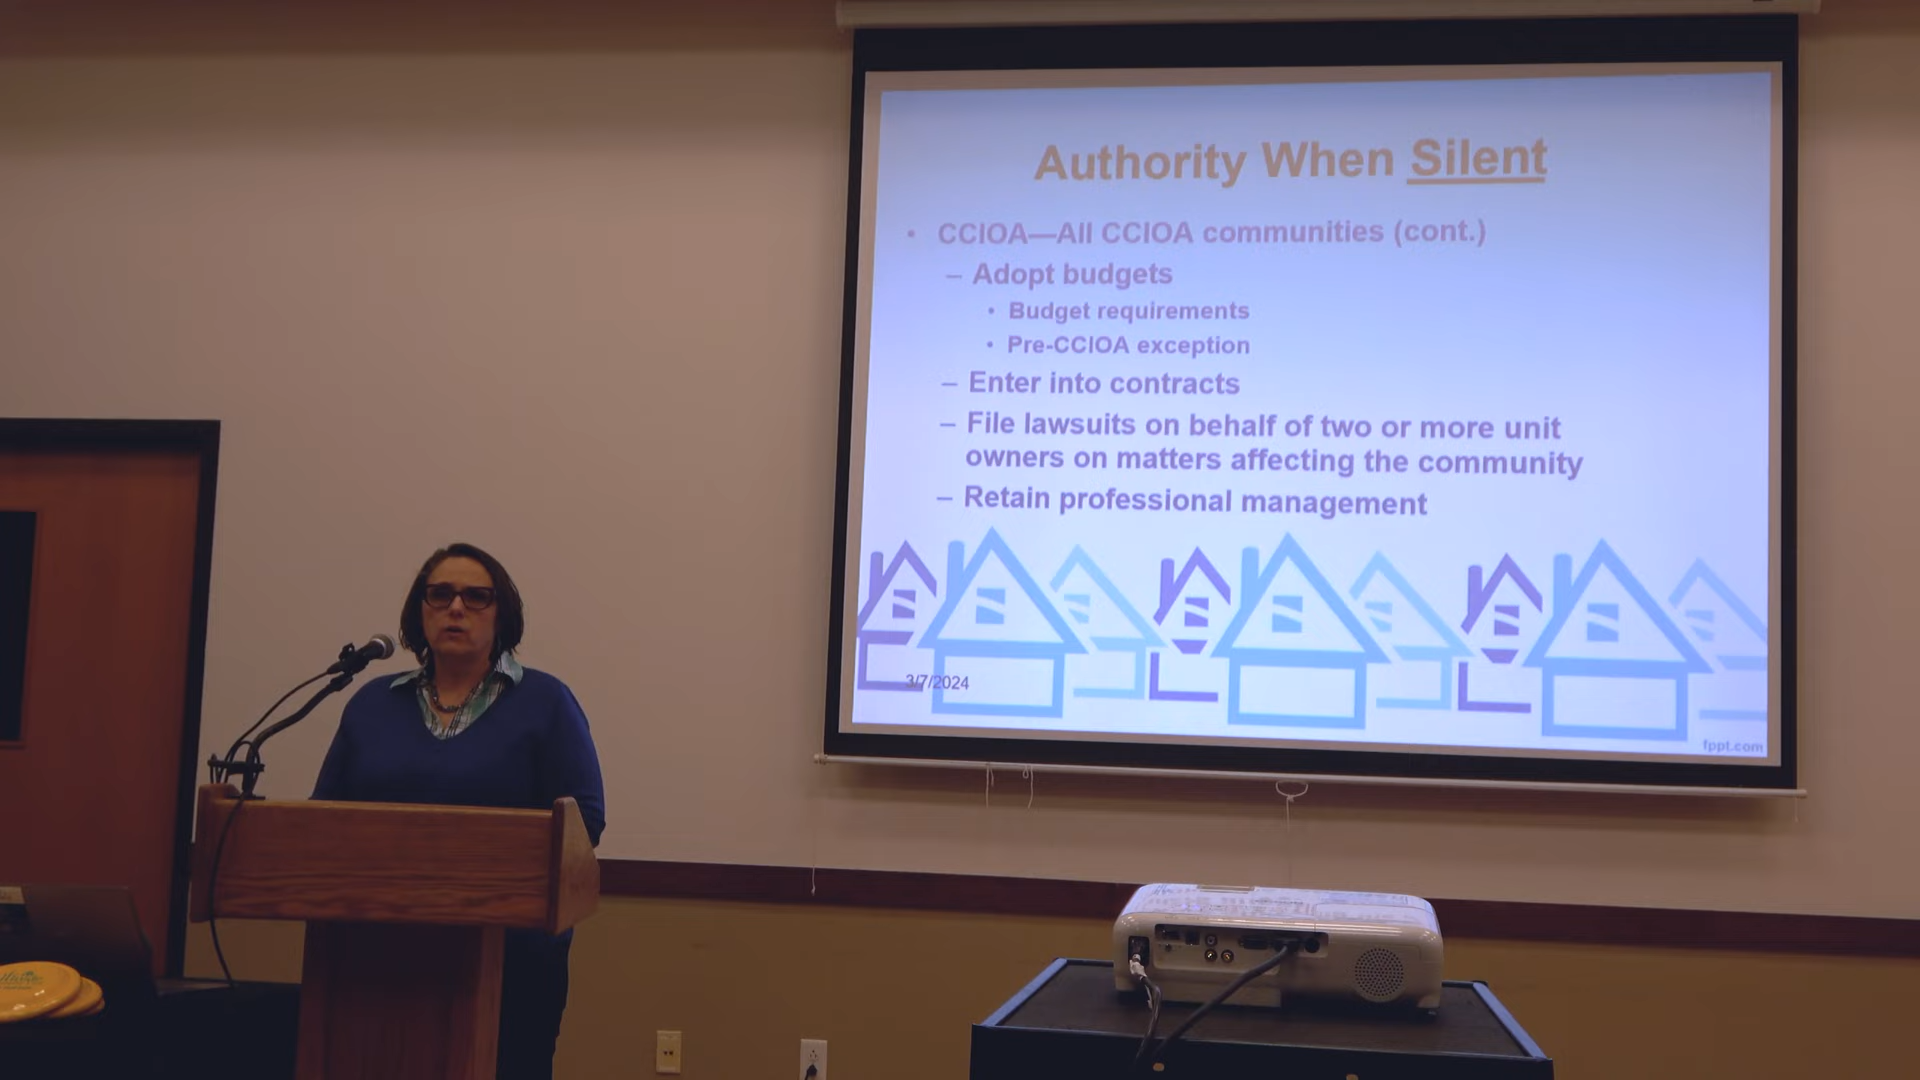 Authority When Silent
• CCIOA—All CCIOA communities (cont.)
– Adopt budgets
• Budget requirements
• Pre-CCIOA exception
– Enter into contracts
– File lawsuits on behalf of two or more unit
owners on matters affecting the community
– Retain professional management
3/7/2024
fppt.com